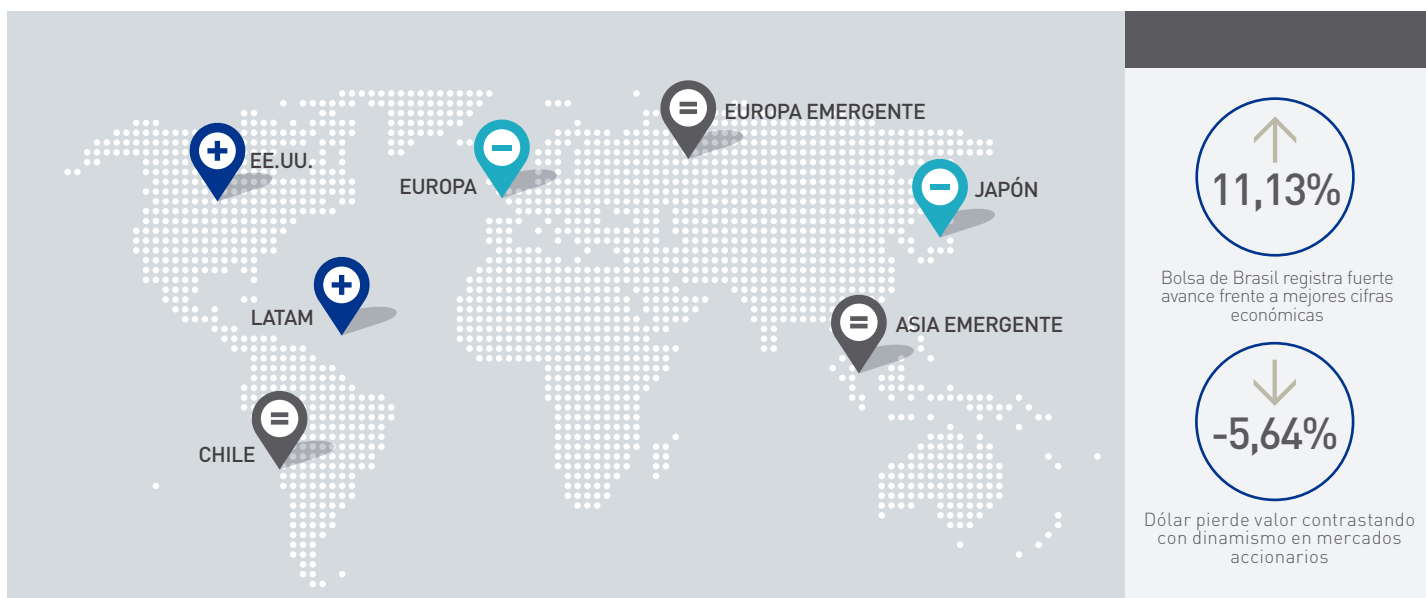 EUROPA EMERGENTE
EE.UU.
EUROPA
JAPÓN
LATAM
ASIA EMERGENTE
CHILE
11,13%
Bolsa de Brasil registra fuerte
avance frente a mejores cifras
económicas
-5,64%
Dólar pierde valor contrastando
con dinamismo en mercados
accionarios